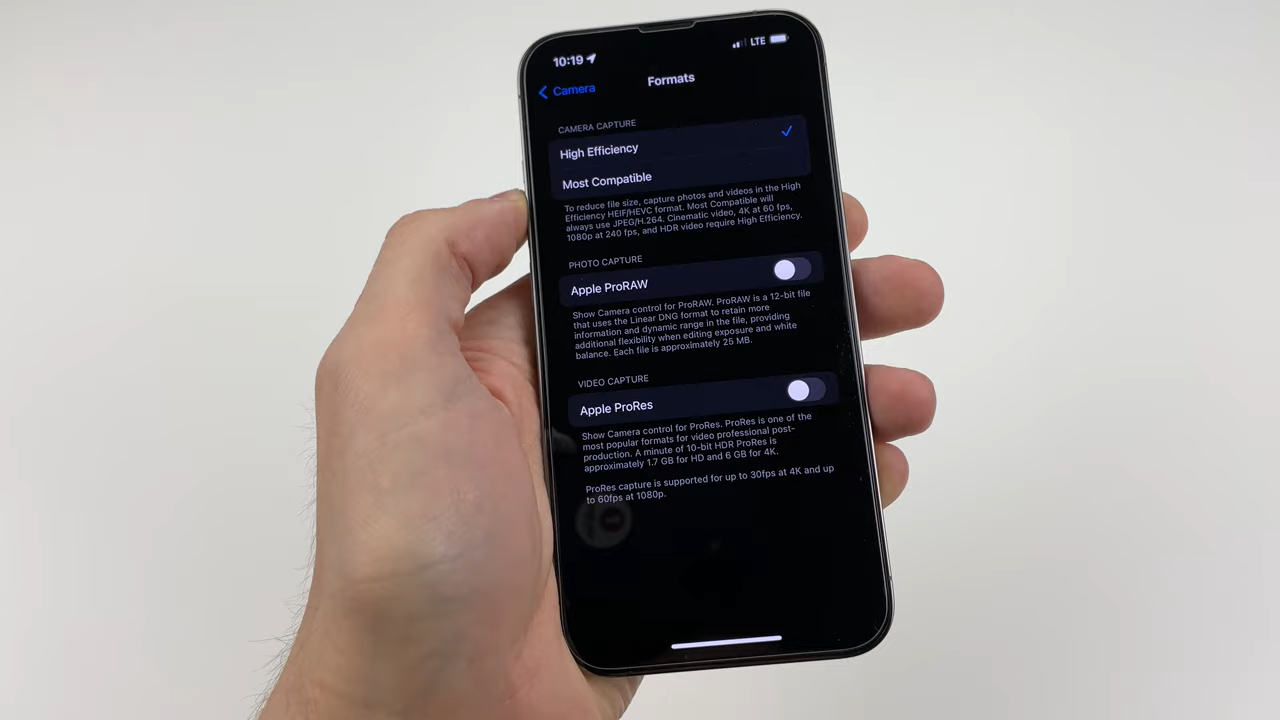 10:19
LTE
Camera
Formats
CAMERA CAPTURE
High Efficiency
Most Compatible
To reduce file size, capture photos and videos in the High
Efficiency HEIF/HEVC format. Most Compatible will
always use JPEG/H.264. Cinematic video, 4K at 60 fps,
1080p at 240 fps, and HDR video require High Efficiency.
PHOTO CAPTURE
Apple ProRAW
Show Camera control for ProRAW. ProRAW is a 12-bit file
that uses the Linear DNG format to retain more
information and dynamic range in the file, providing
additional flexibility when editing exposure and white
balance. Each file is approximately 25 MB.
VIDEO CAPTURE
Apple ProRes
Show Camera control for ProRes. ProRes is one of the
most popular formats for video professional post-
production. A minute of 10-bit HDR ProRes is
approximately 1.7 GB for HD and 6 GB for 4K.
ProRes capture is supported for up to 30fps at 4K and up
to 60fps at 1080p.